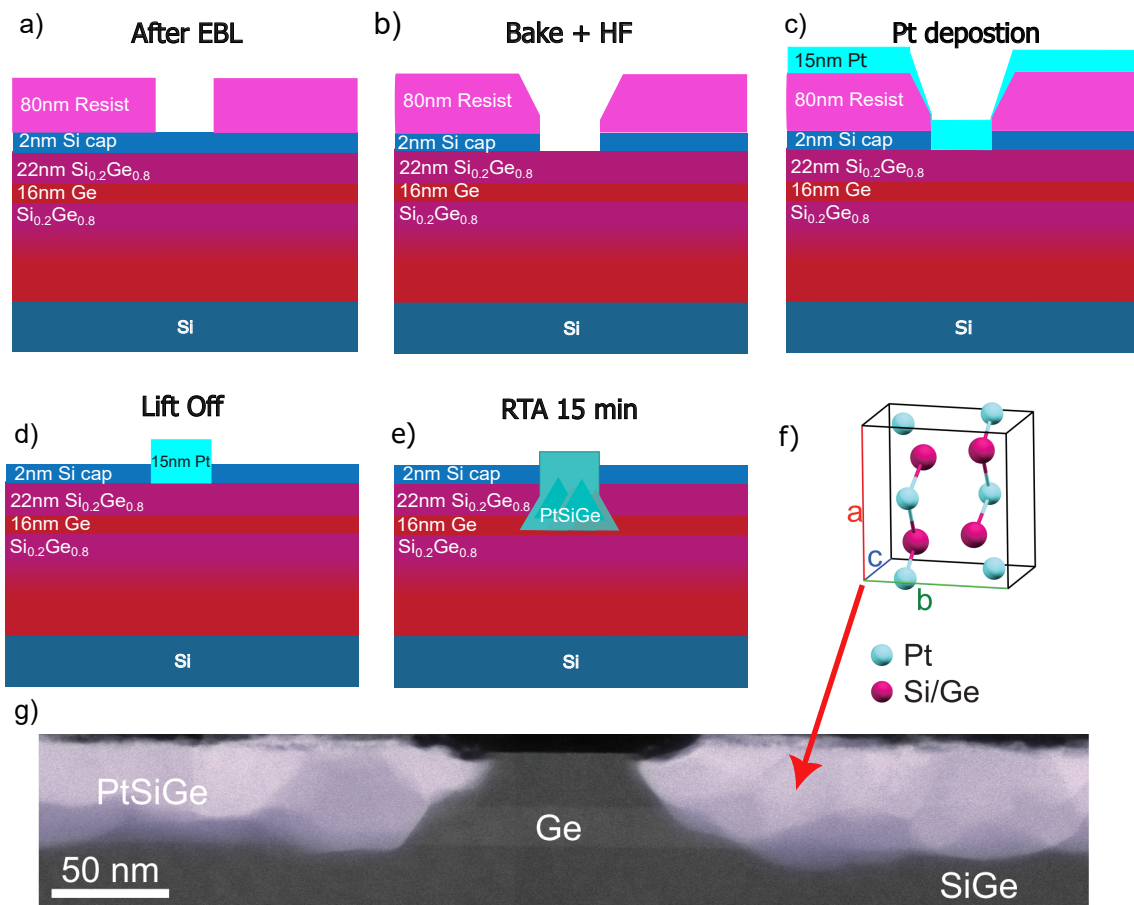 a)
After EBL
80nm Resist
2nm Si cap
22nm Si₀.₂Ge₀.₈
16nm Ge
Si₀.₂Ge₀.₈
Si
b)
Bake + HF
80nm Resist
2nm Si cap
22nm Si₀.₂Ge₀.₈
16nm Ge
Si₀.₂Ge₀.₈
Si
c)
Pt depostion
15nm Pt
80nm Resist
2nm Si cap
22nm Si₀.₂Ge₀.₈
16nm Ge
Si₀.₂Ge₀.₈
Si
d)
Lift Off
15nm Pt
2nm Si cap
22nm Si₀.₂Ge₀.₈
16nm Ge
Si₀.₂Ge₀.₈
Si
e)
RTA 15 min
2nm Si cap
22nm Si₀.₂Ge₀.₈
PtSiGe
16nm Ge
Si₀.₂Ge₀.₈
Si
f)
a
c
b
Pt
Si/Ge
g)
PtSiGe
Ge
50 nm
SiGe